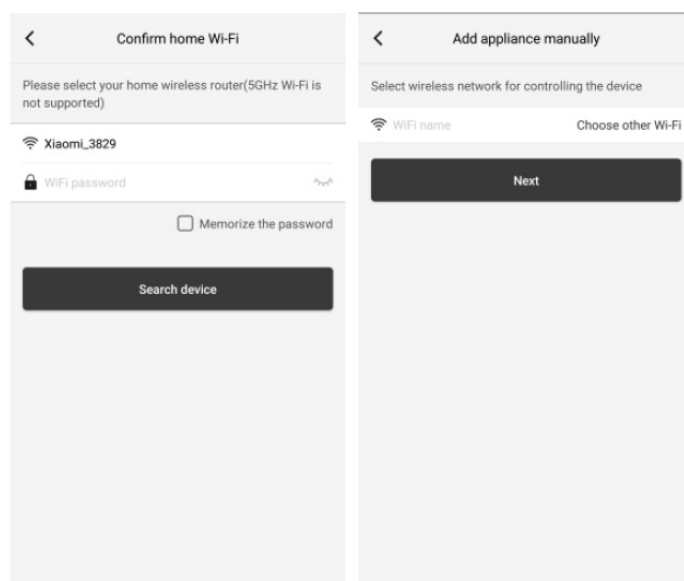 Confirm home Wi-Fi
Please select your home wireless router(5GHz Wi-Fi is
not supported)
Xiaomi_3829
WiFi password
Memorize the password
Search device
Add appliance manually
Select wireless network for controlling the device
WiFi name Choose other Wi-Fi
Next